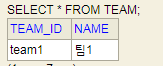 SELECT * FROM TEAM;
TEAM_ID NAME
team1 팀1